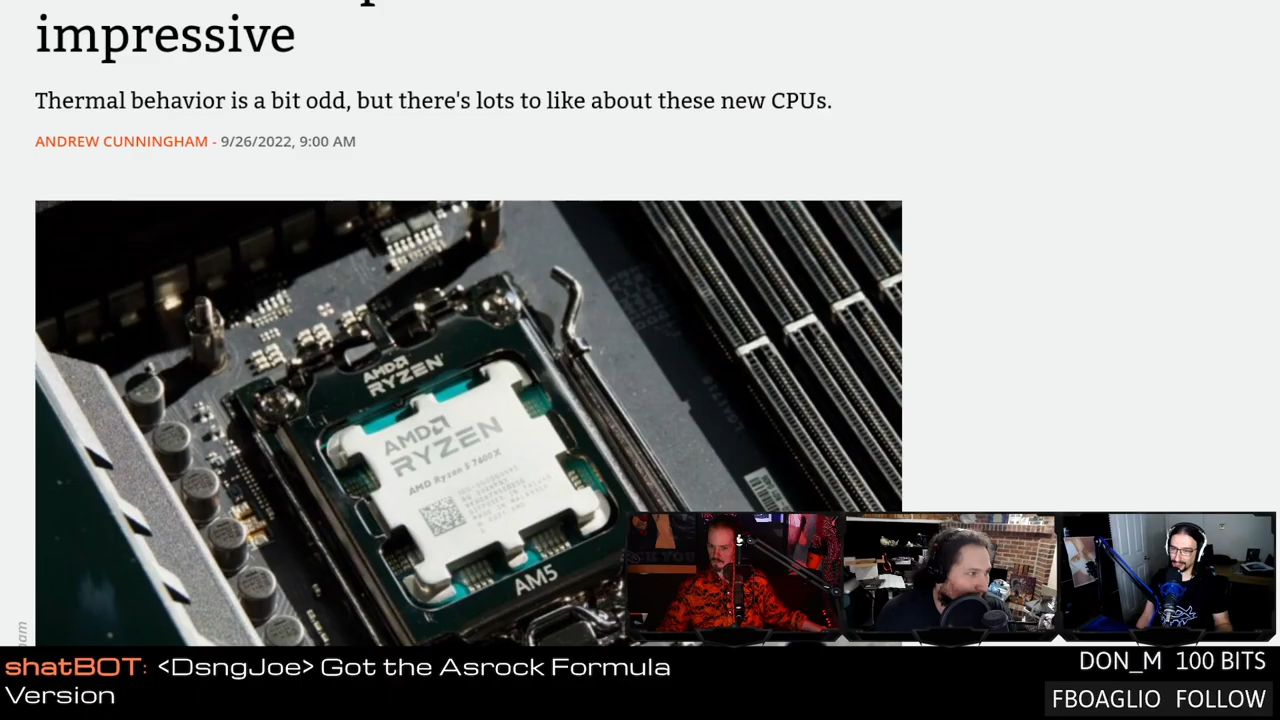 impressive
Thermal behavior is a bit odd, but there's lots to like about these new CPUs.
ANDREW CUNNINGHAM - 9/26/2022, 9:00 AM
AMD
RYZEN
AMD
RYZEN
AMD Ryzen 5 7600X
AM5
shatBOT: <DsngJoe> Got the Asrock Formula
Version
DON_M 100 BITS
FBOAGLIO FOLLOW